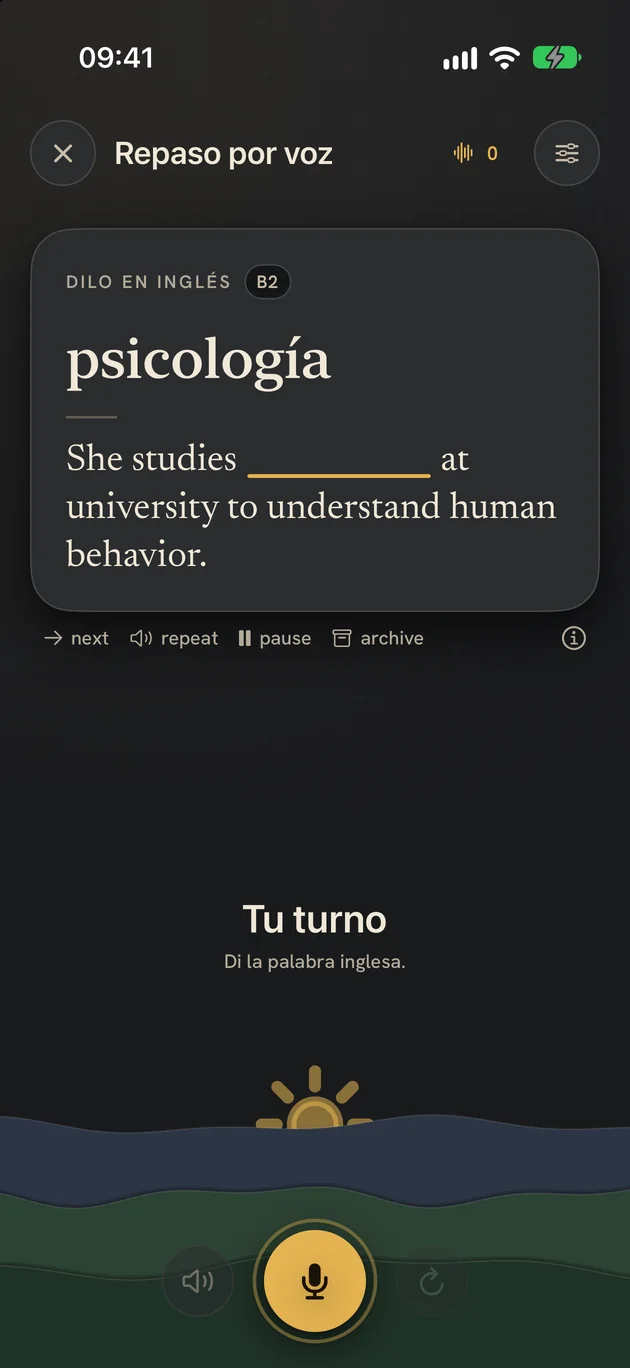 09:41
Repaso por voz
0
DILO EN INGLÉS B2
psicología
She studies __________ at
university to understand human
behavior.
next repeat pause archive
Tu turno
Di la palabra inglesa.